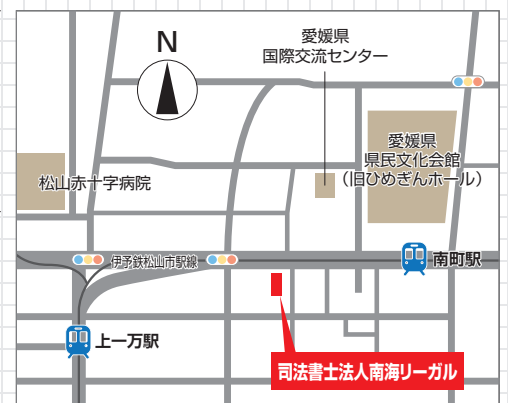 N
愛媛県
国際交流センター
愛媛県
県民文化会館
（旧ひめぎんホール）
松山赤十字病院
伊予鉄松山市駅線
南町駅
上一万駅
司法書士法人南海リーガル